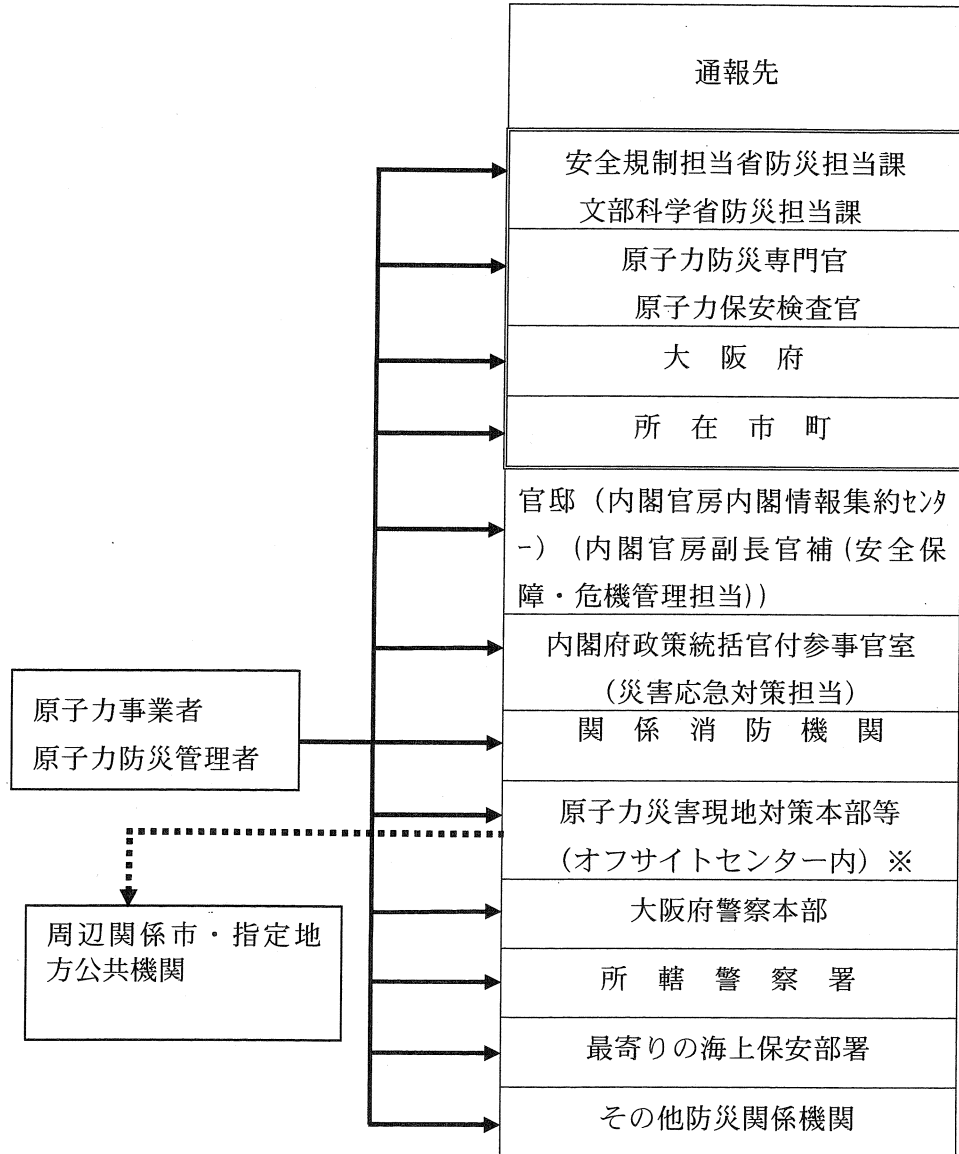 通報先
安全規制担当省防災担当課
文部科学省防災担当課
原子力防災専門官
原子力保安検査官
大 阪 府
所 在 市 町
官邸（内閣官房内閣情報集約ｾﾝﾀ
ｰ）（内閣官房副長官補（安全保
障・危機管理担当））
内閣府政策統括官付参事官室
（災害応急対策担当）
関 係 消 防 機 関
原子力災害現地対策本部等
（オフサイトセンター内）※
大阪府警察本部
所 轄 警 察 署
最寄りの海上保安部署
その他防災関係機関
原子力事業者
原子力防災管理者
周辺関係市・指定地
方公共機関